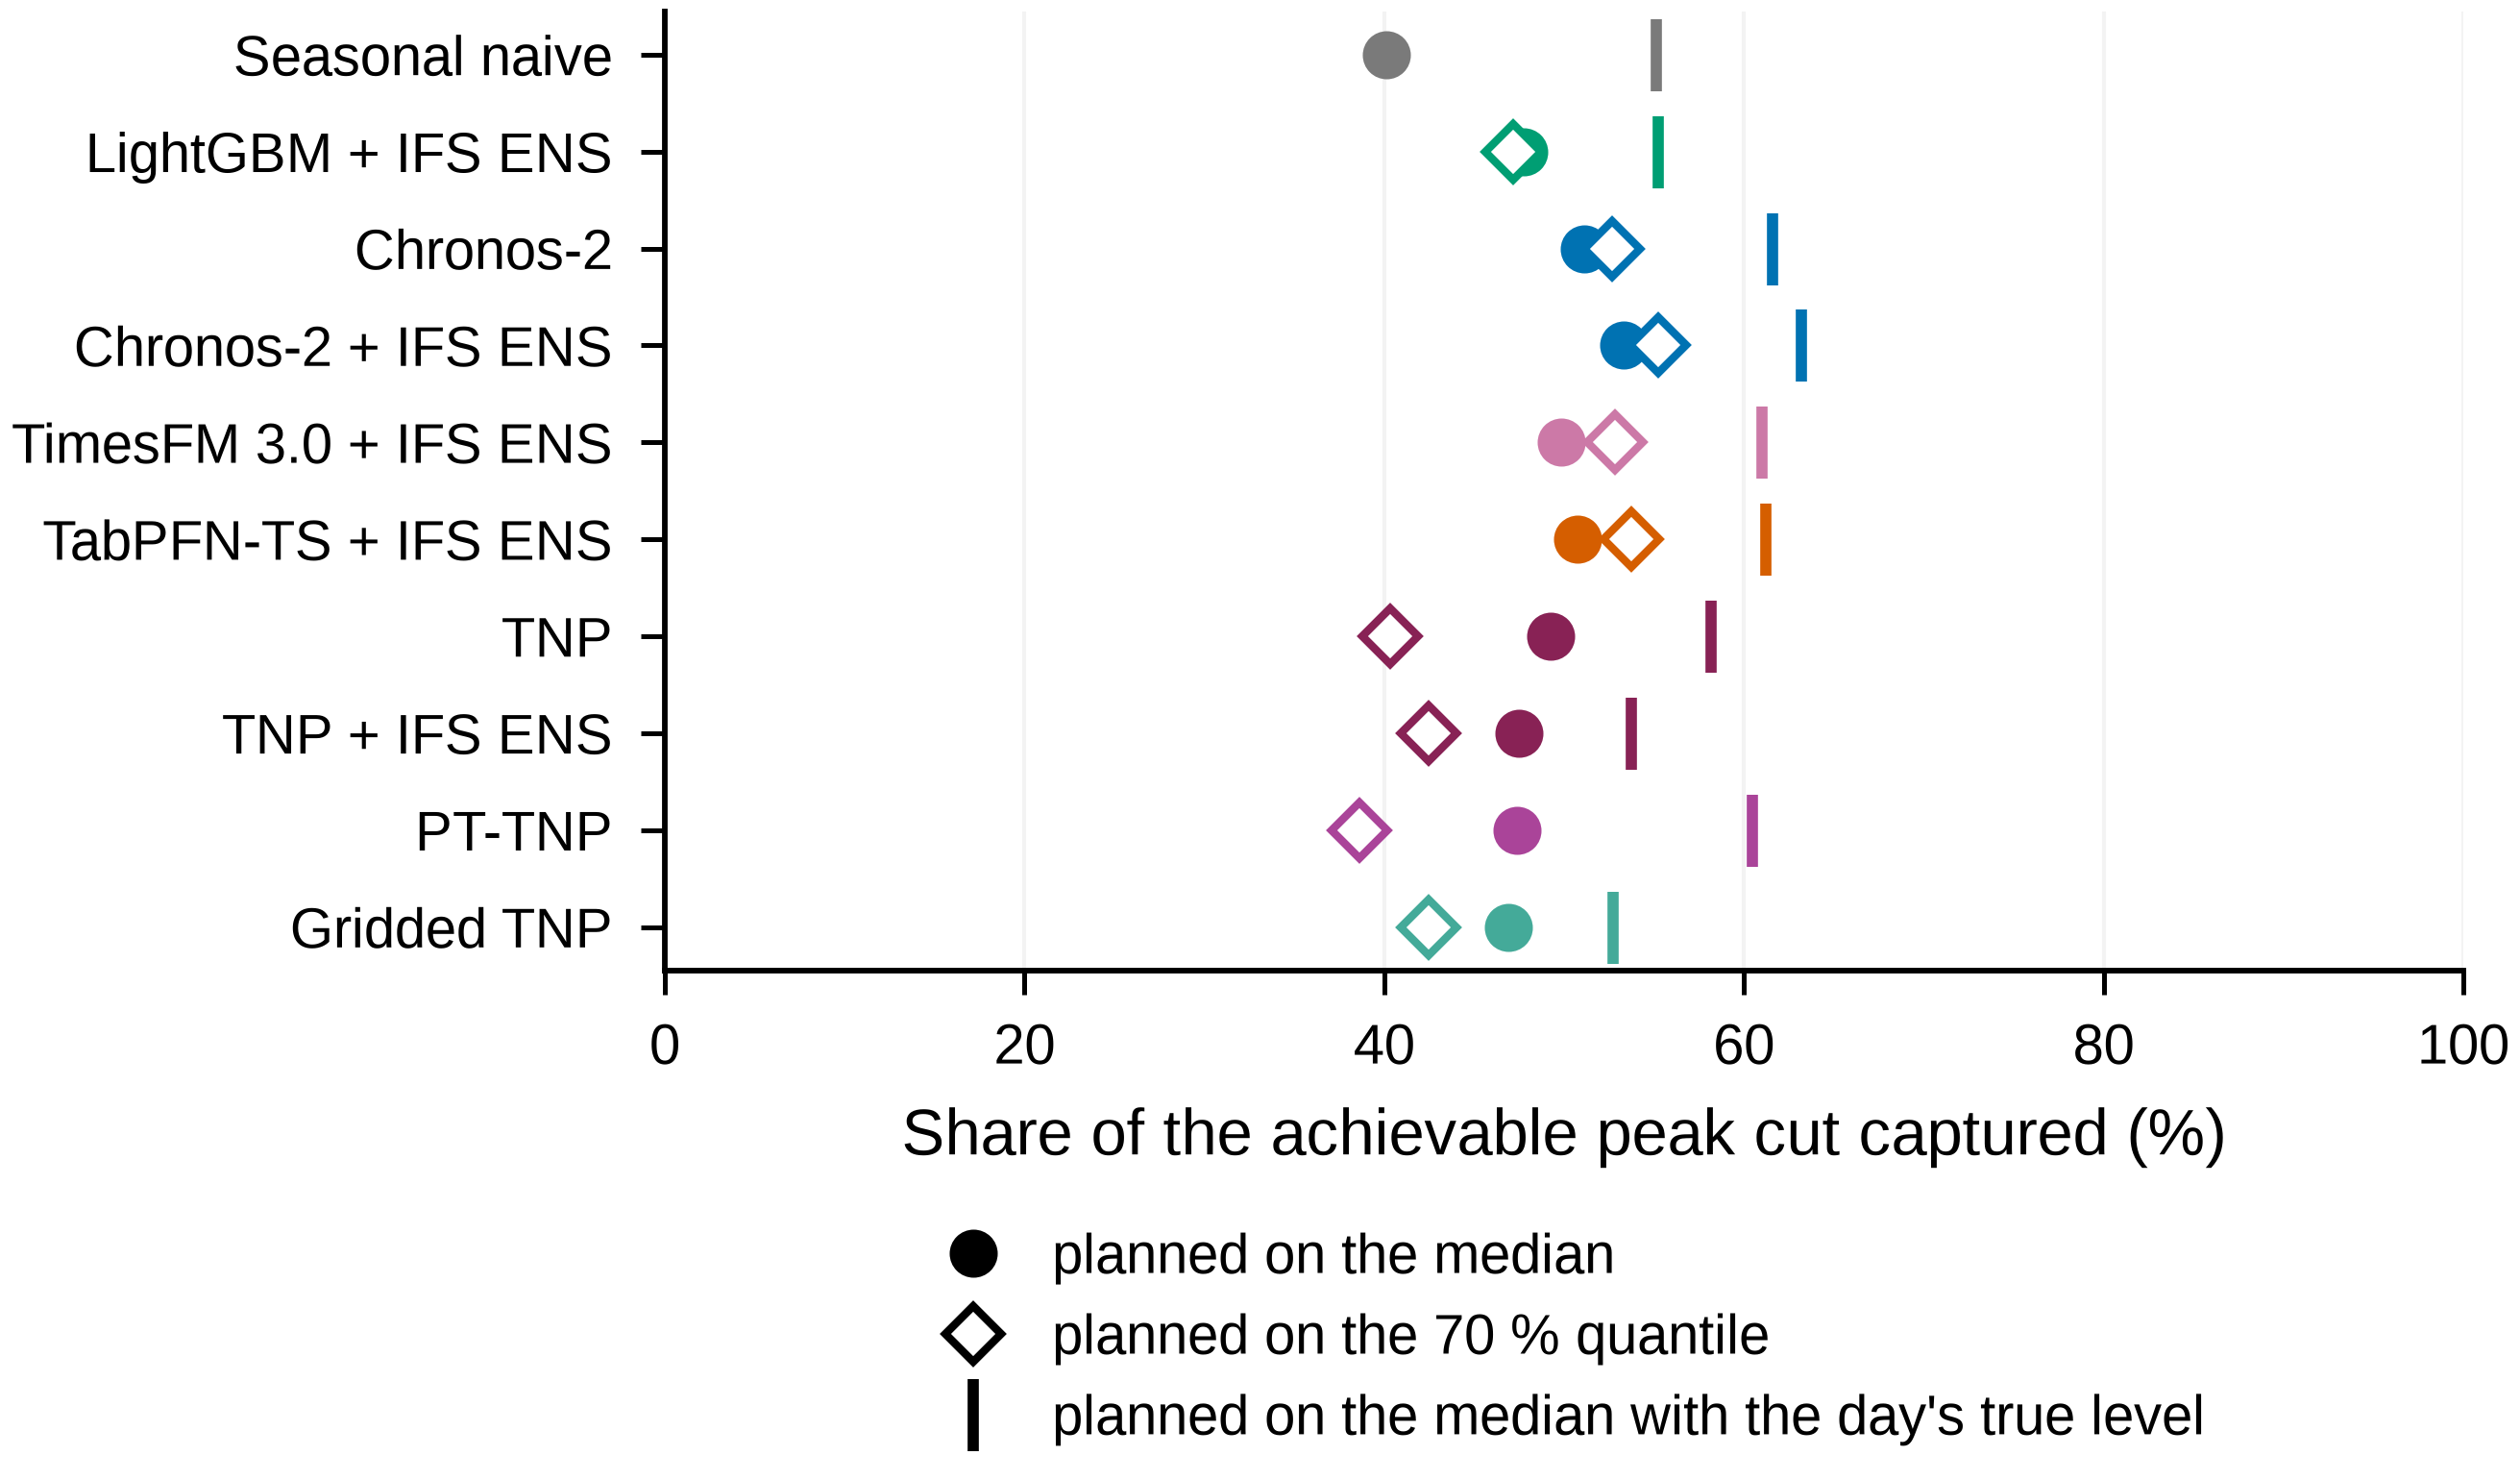 Seasonal naive
LightGBM + IFS ENS
Chronos-2
Chronos-2 + IFS ENS
TimesFM 3.0 + IFS ENS
TabPFN-TS + IFS ENS
TNP
TNP + IFS ENS
PT-TNP
Gridded TNP
0 20 40 60 80 100
Share of the achievable peak cut captured (%)
planned on the median
planned on the 70 % quantile
planned on the median with the day's true level